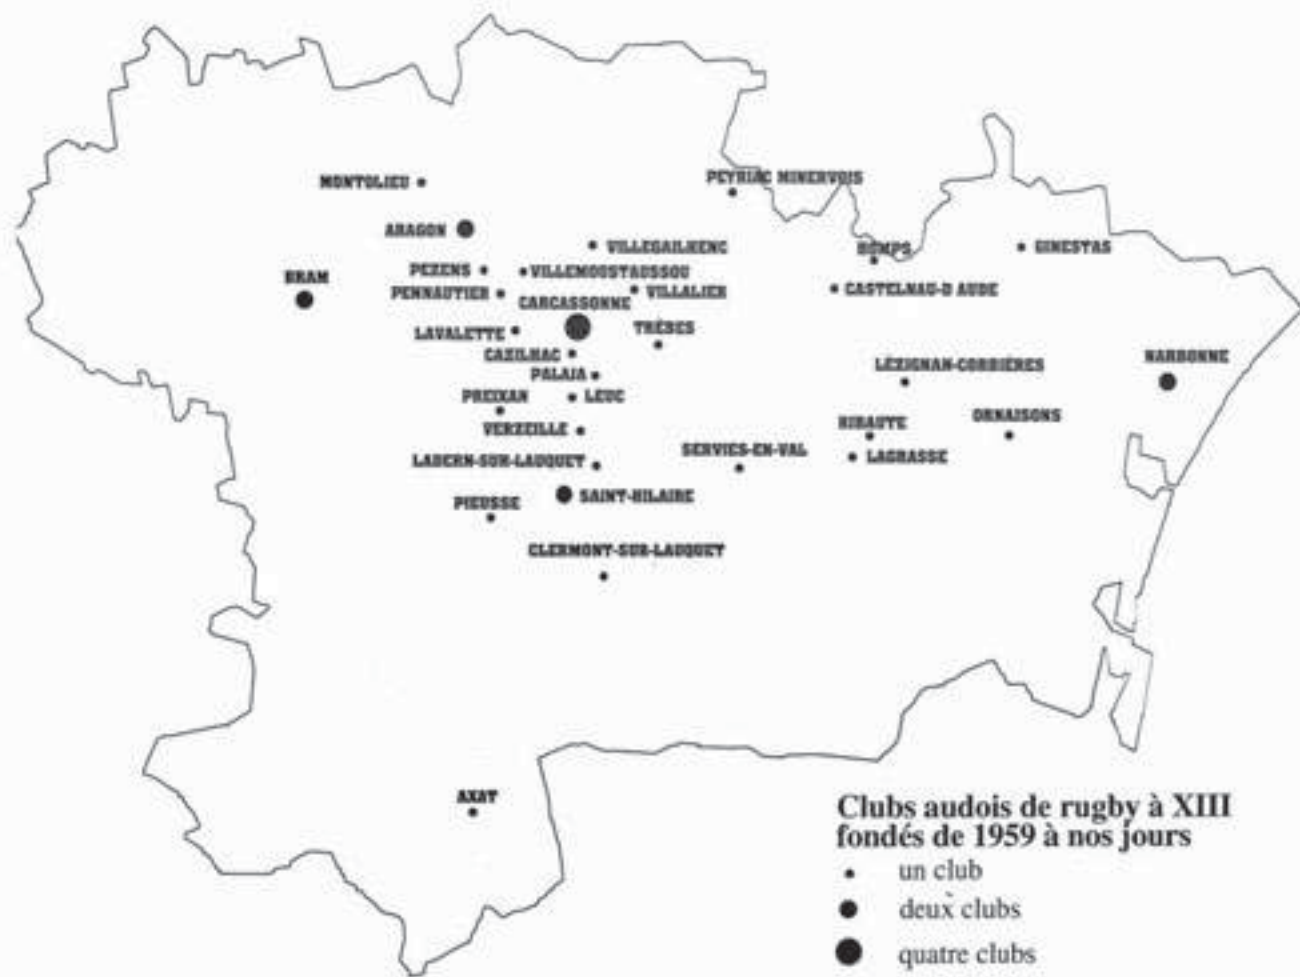 MONTOLIEU
PEYRIAC MINERVOIS
ARAGON
VILLEGAILHENC
HOMPS
GINESTAS
BRAM
PEZENS
VILLEMOUSTAUSSOU
PENNAUTIER
VILLALIER
CASTELNAU-D AUDE
CARCASSONNE
LAVALETTE
TRÈBES
CAZILHAC
NARBONNE
PALAJA
LÉZIGNAN-CORBIÈRES
PREIXAN
LEUC
ORNAISONS
VERZEILLE
RIBAUTE
SERVIES-EN-VAL
LADERN-SUR-LAUQUET
LAGRASSE
SAINT-HILAIRE
PIEUSSE
CLERMONT-SUR-LAUQUET
AXAT
Clubs audois de rugby à XIII
fondés de 1959 à nos jours
un club
deux clubs
quatre clubs